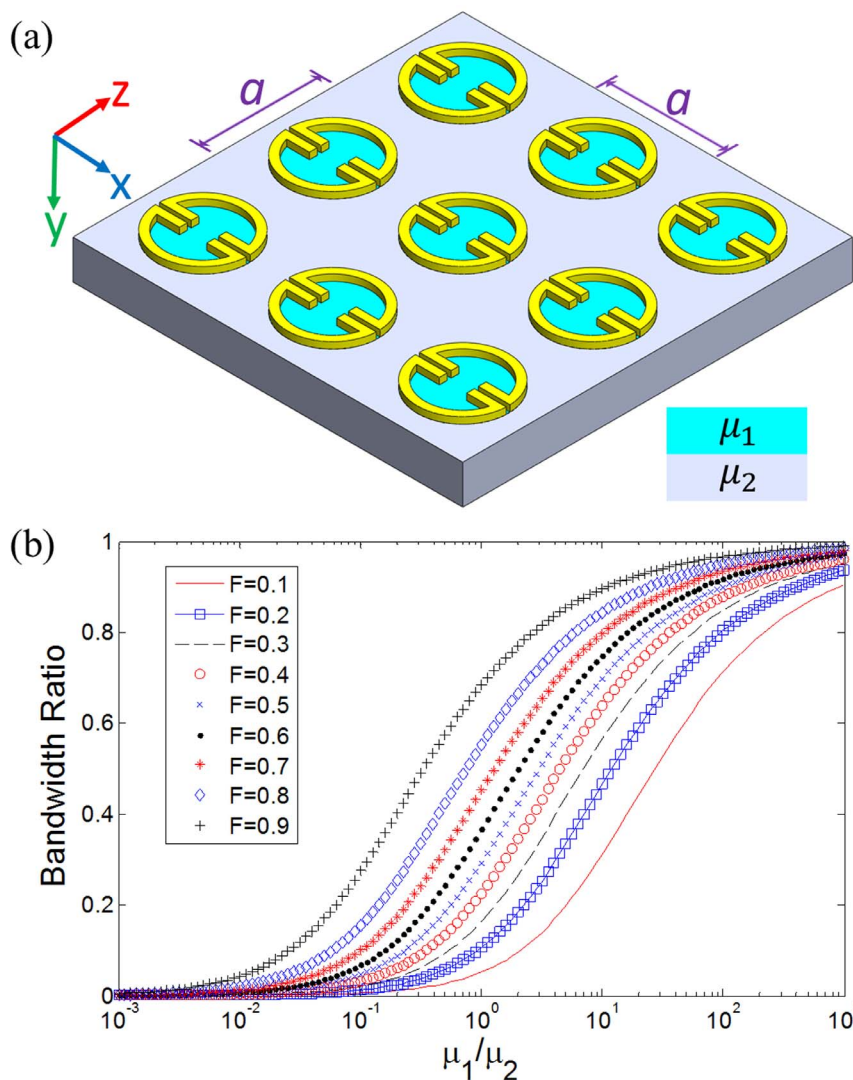 (a)
a
a
z
x
y
μ₁
μ₂
(b)
Bandwidth Ratio
1
0.8
0.6
0.4
0.2
0
F=0.1
F=0.2
F=0.3
F=0.4
F=0.5
F=0.6
F=0.7
F=0.8
F=0.9
10⁻³ 10⁻² 10⁻¹ 10⁰ 10¹ 10² 10
μ₁/μ₂